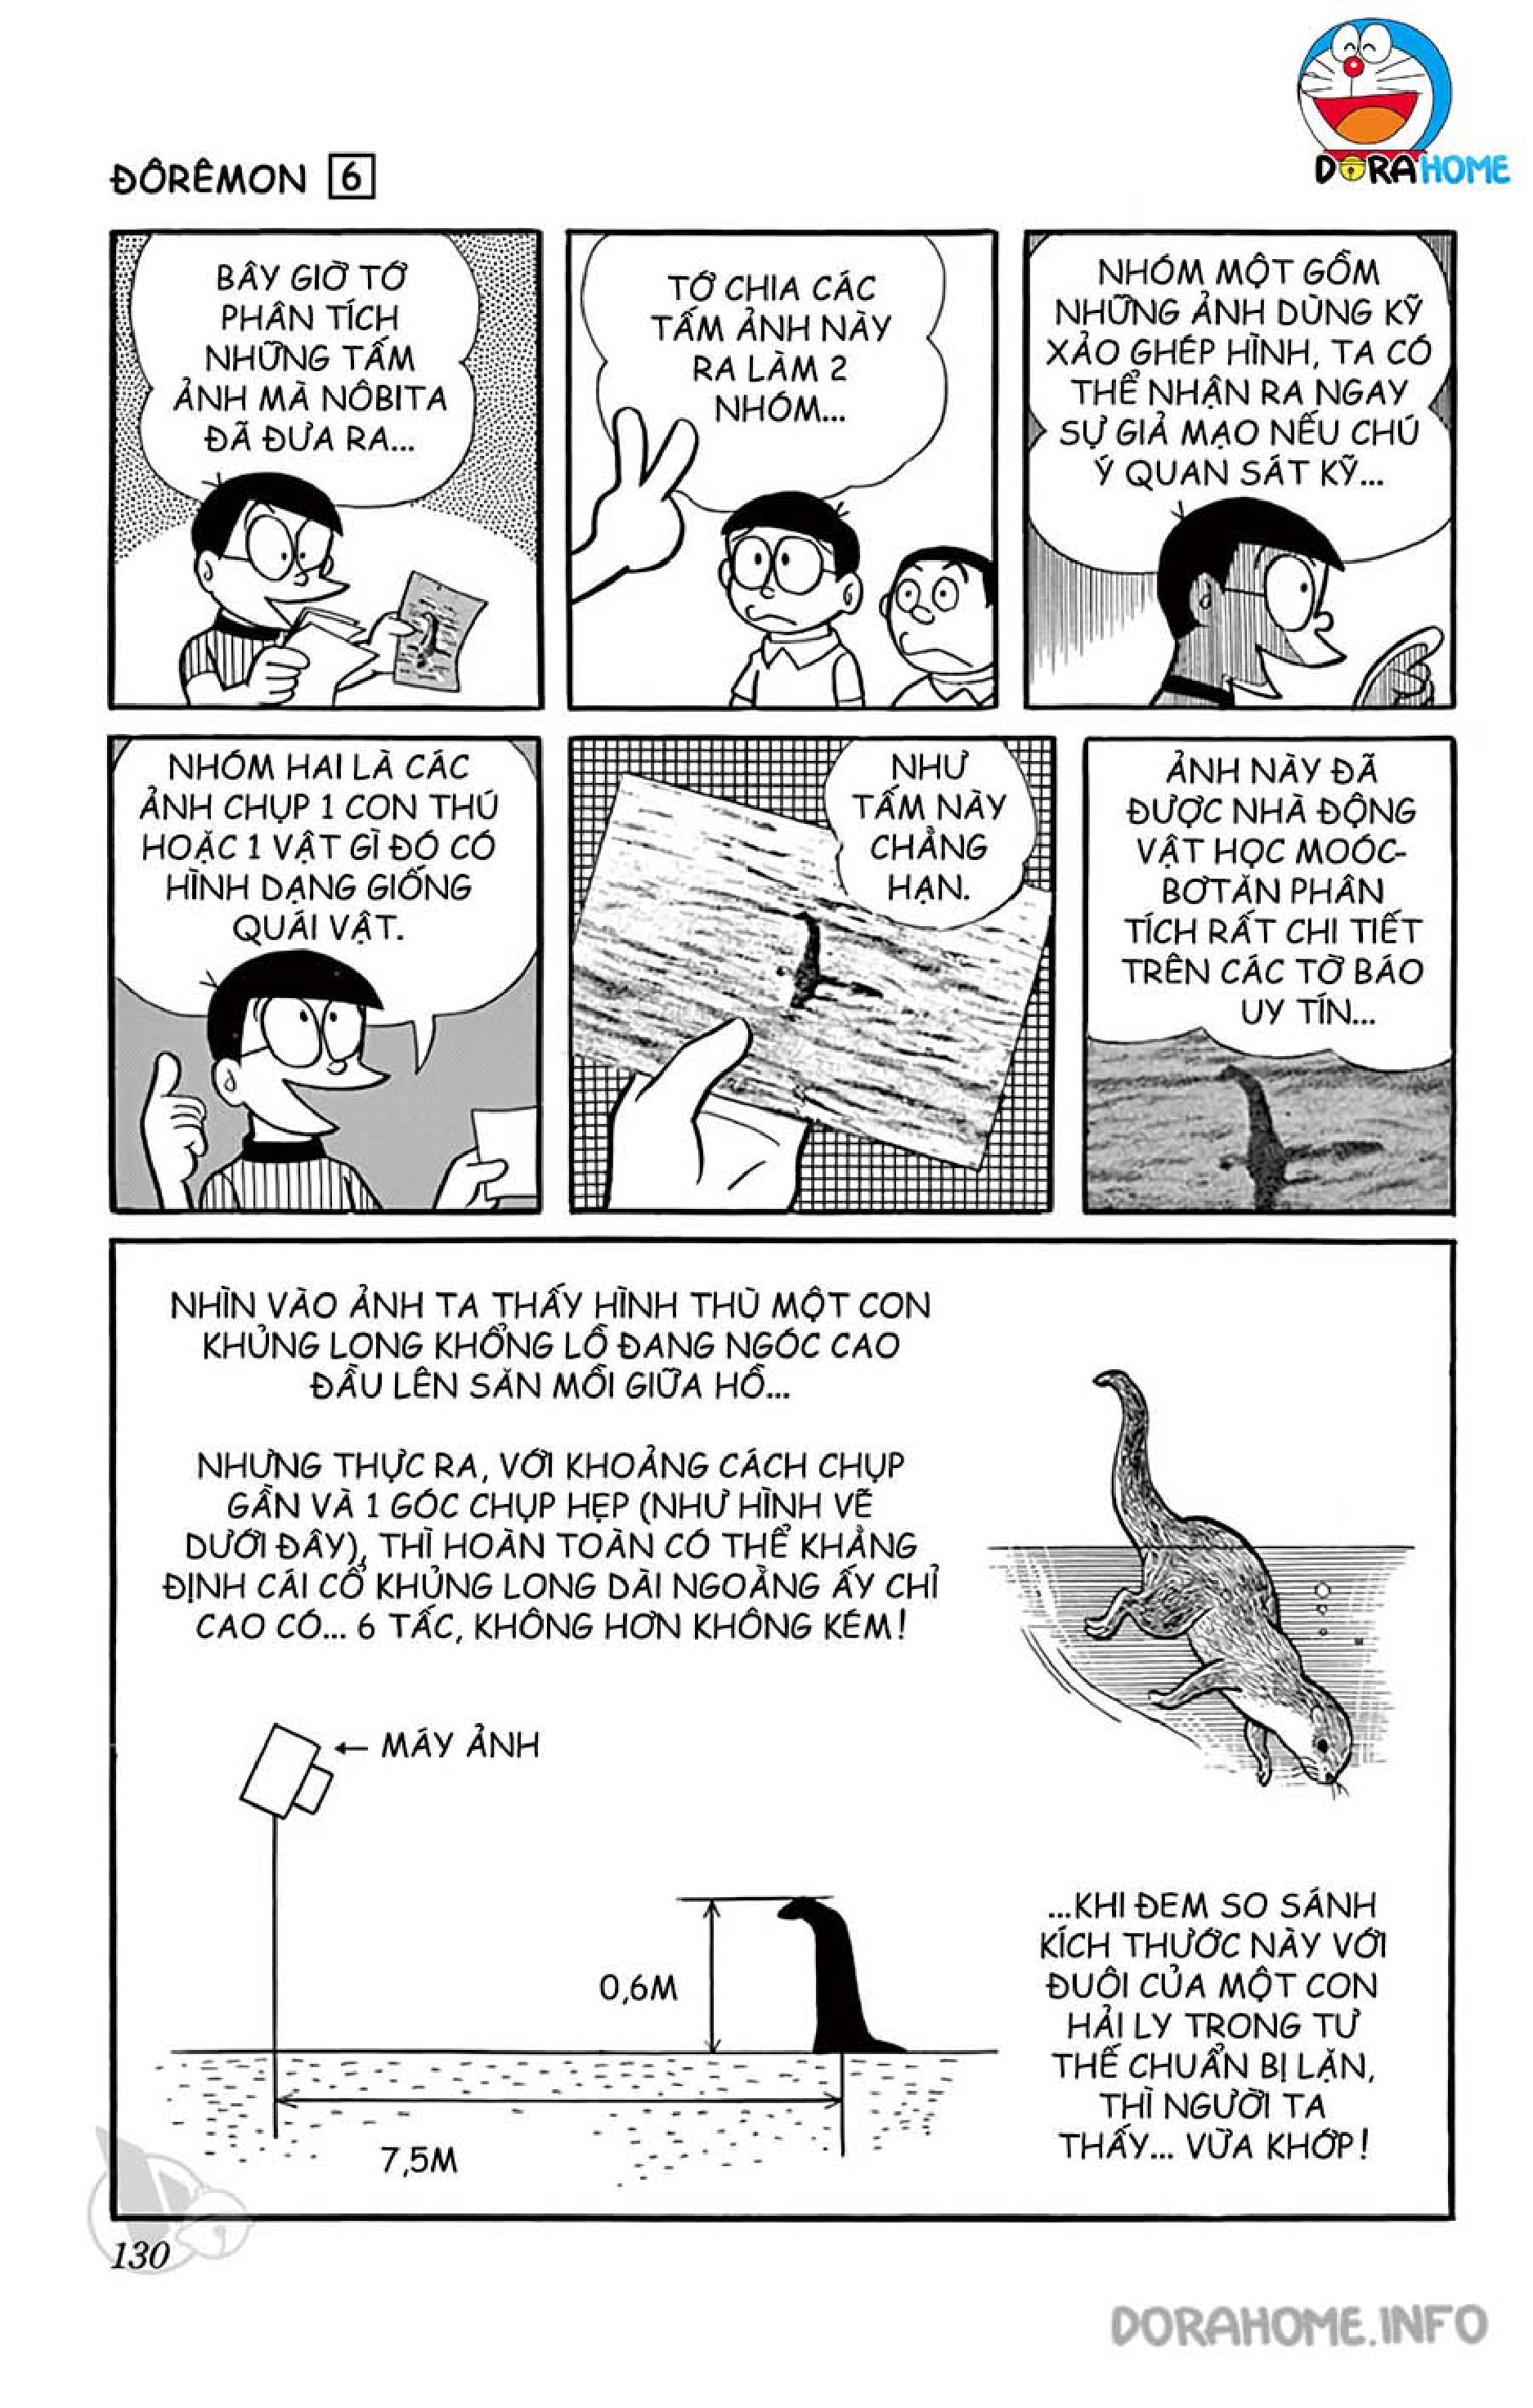 DORAHOME
ĐÔRÊMON 6
BÂY GIỜ TỚ
PHÂN TÍCH
NHỮNG TẤM
ẢNH MÀ NÔBITA
ĐÃ ĐƯA RA...
TỚ CHIA CÁC
TẤM ẢNH NÀY
RA LÀM 2
NHÓM...
NHÓM MỘT GỒM
NHỮNG ẢNH DÙNG KỸ
XẢO GHÉP HÌNH, TA CÓ
THỂ NHẬN RA NGAY
SỰ GIẢ MẠO NẾU CHÚ
Ý QUAN SÁT KỸ...
NHÓM HAI LÀ CÁC
ẢNH CHỤP 1 CON THÚ
HOẶC 1 VẬT GÌ ĐÓ CÓ
HÌNH DẠNG GIỐNG
QUÁI VẬT.
NHƯ
TẤM NÀY
CHẲNG
HẠN.
ẢNH NÀY ĐÃ
ĐƯỢC NHÀ ĐỘNG
VẬT HỌC MOÓC-
BƠTĂN PHÂN
TÍCH RẤT CHI TIẾT
TRÊN CÁC TỜ BÁO
UY TÍN...
NHÌN VÀO ẢNH TA THẤY HÌNH THÙ MỘT CON
KHỦNG LONG KHỔNG LỒ ĐANG NGÓC CAO
ĐẦU LÊN SĂN MỒI GIỮA HỒ...
NHƯNG THỰC RA, VỚI KHOẢNG CÁCH CHỤP
GẦN VÀ 1 GÓC CHỤP HẸP (NHƯ HÌNH VẼ
DƯỚI ĐÂY), THÌ HOÀN TOÀN CÓ THỂ KHẲNG
ĐỊNH CÁI CỔ KHỦNG LONG DÀI NGOẰNG ẤY CHỈ
CAO CÓ... 6 TẤC, KHÔNG HƠN KHÔNG KÉM!
← MÁY ẢNH
0,6M
7,5M
...KHI ĐEM SO SÁNH
KÍCH THƯỚC NÀY VỚI
ĐUÔI CỦA MỘT CON
HẢI LY TRONG TƯ
THẾ CHUẨN BỊ LẶN,
THÌ NGƯỜI TA
THẤY... VỪA KHỚP!
130
DORAHOME.INFO